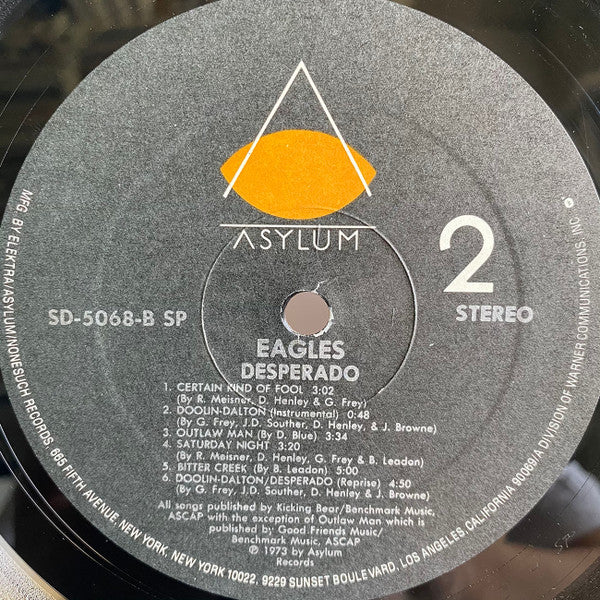 ASYLUM
2
STEREO
SD-5068-B SP
EAGLES
DESPERADO
1. CERTAIN KIND OF FOOL 3:02
(By R. Meisner, D. Henley & G. Frey)
2. DOOLIN-DALTON (Instrumental) 0:48
(By G. Frey, J.D. Souther, D. Henley, & J. Browne)
3. OUTLAW MAN (By D. Blue) 3:34
4. SATURDAY NIGHT 3:20
(By R. Meisner, D. Henley, G Frey & B. Leadon)
5. BITTER CREEK (By B. Leadon) 5:00
6. DOOLIN-DALTON/DESPERADO (Reprise) 4:50
(By G. Frey, J.D. Souther, D. Henley & J. Browne)
All songs published by Kicking Bear/Benchmark Music,
ASCAP with the exception of Outlaw Man which is
published by Good Friends Music/
Benchmark Music, ASCAP
℗ 1973 by Asylum
Records
MFG. BY ELEKTRA/ASYLUM/NONESUCH RECORDS, 665 FIFTH AVENUE, NEW YORK, NEW YORK 10022, 9229 SUNSET BOULEVARD, LOS ANGELES, CALIFORNIA 90069/A DIVISION OF WARNER COMMUNICATIONS, INC.
SP